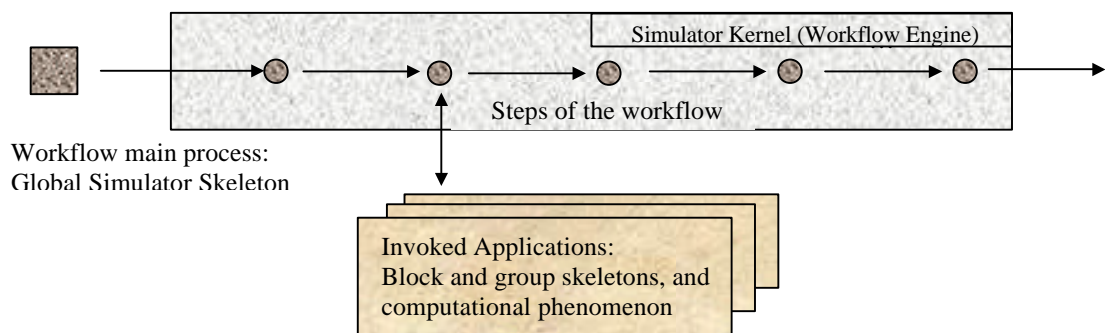 Simulator Kernel (Workflow Engine)
Steps of the workflow
Workflow main process:
Global Simulator Skeleton
Invoked Applications:
Block and group skeletons, and
computational phenomenon